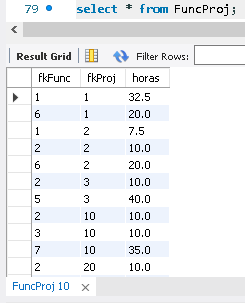 79 select * from FuncProj;
Result Grid Filter Rows:
fkFunc fkProj horas
1 1 32.5
6 1 20.0
1 2 7.5
2 2 10.0
6 2 20.0
2 3 10.0
5 3 40.0
2 10 10.0
3 10 10.0
7 10 35.0
2 20 10.0
FuncProj 10